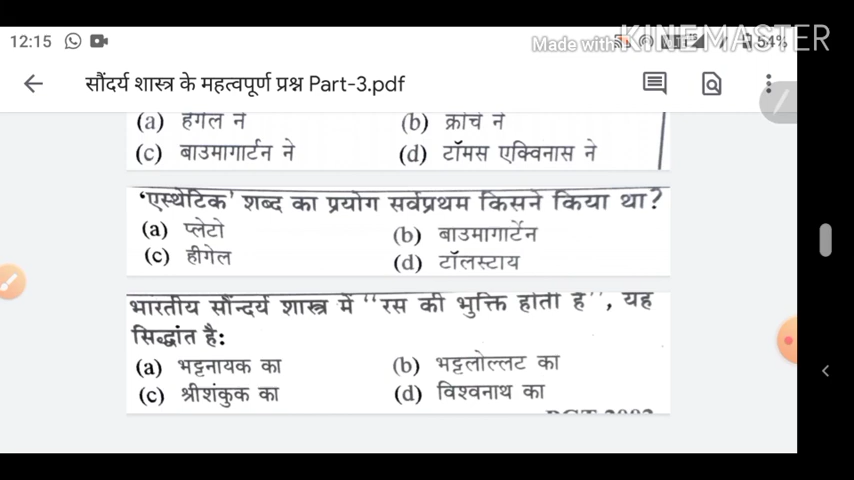 12:15
54%
Made with KINEMASTER
सौंदर्य शास्त्र के महत्वपूर्ण प्रश्न Part-3.pdf
(a) हेगेल ने (b) क्रोचे ने
(c) बाउमागार्टन ने (d) टॉमस एक्विनास ने
‘एस्थेटिक’ शब्द का प्रयोग सर्वप्रथम किसने किया था?
(a) प्लेटो (b) बाउमागार्टेन
(c) हीगेल (d) टॉलस्टाय
भारतीय सौंन्दर्य शास्त्र में ‘‘रस की भुक्ति होती है’’, यह
सिद्धांत है:
(a) भट्टनायक का (b) भट्टलोल्लट का
(c) श्रीशंकुक का (d) विश्वनाथ का